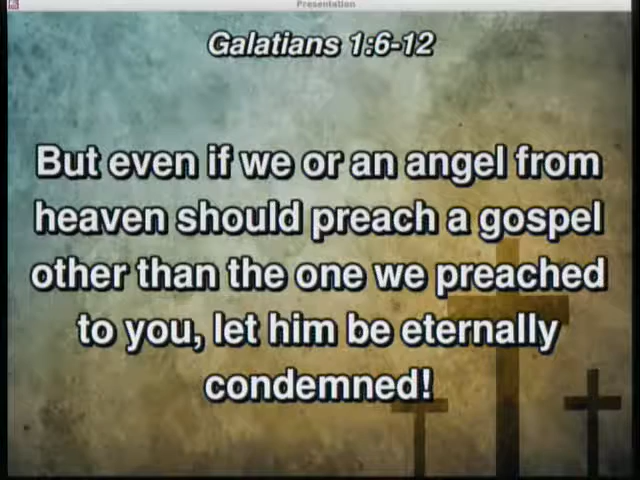 Presentation
Galatians 1:6-12
But even if we or an angel from
heaven should preach a gospel
other than the one we preached
to you, let him be eternally
condemned!